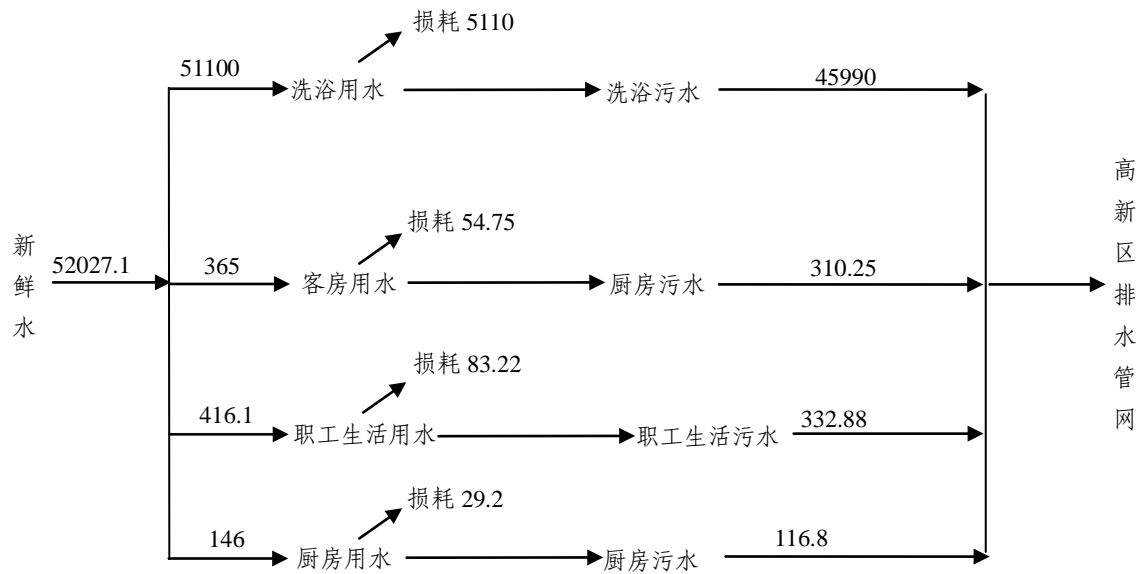 损耗 5110
51100
洗浴用水
洗浴污水
45990
损耗 54.75
新鲜水
52027.1
365
客房用水
厨房污水
310.25
高新区排水管网
损耗 83.22
416.1
职工生活用水
职工生活污水
332.88
损耗 29.2
146
厨房用水
厨房污水
116.8